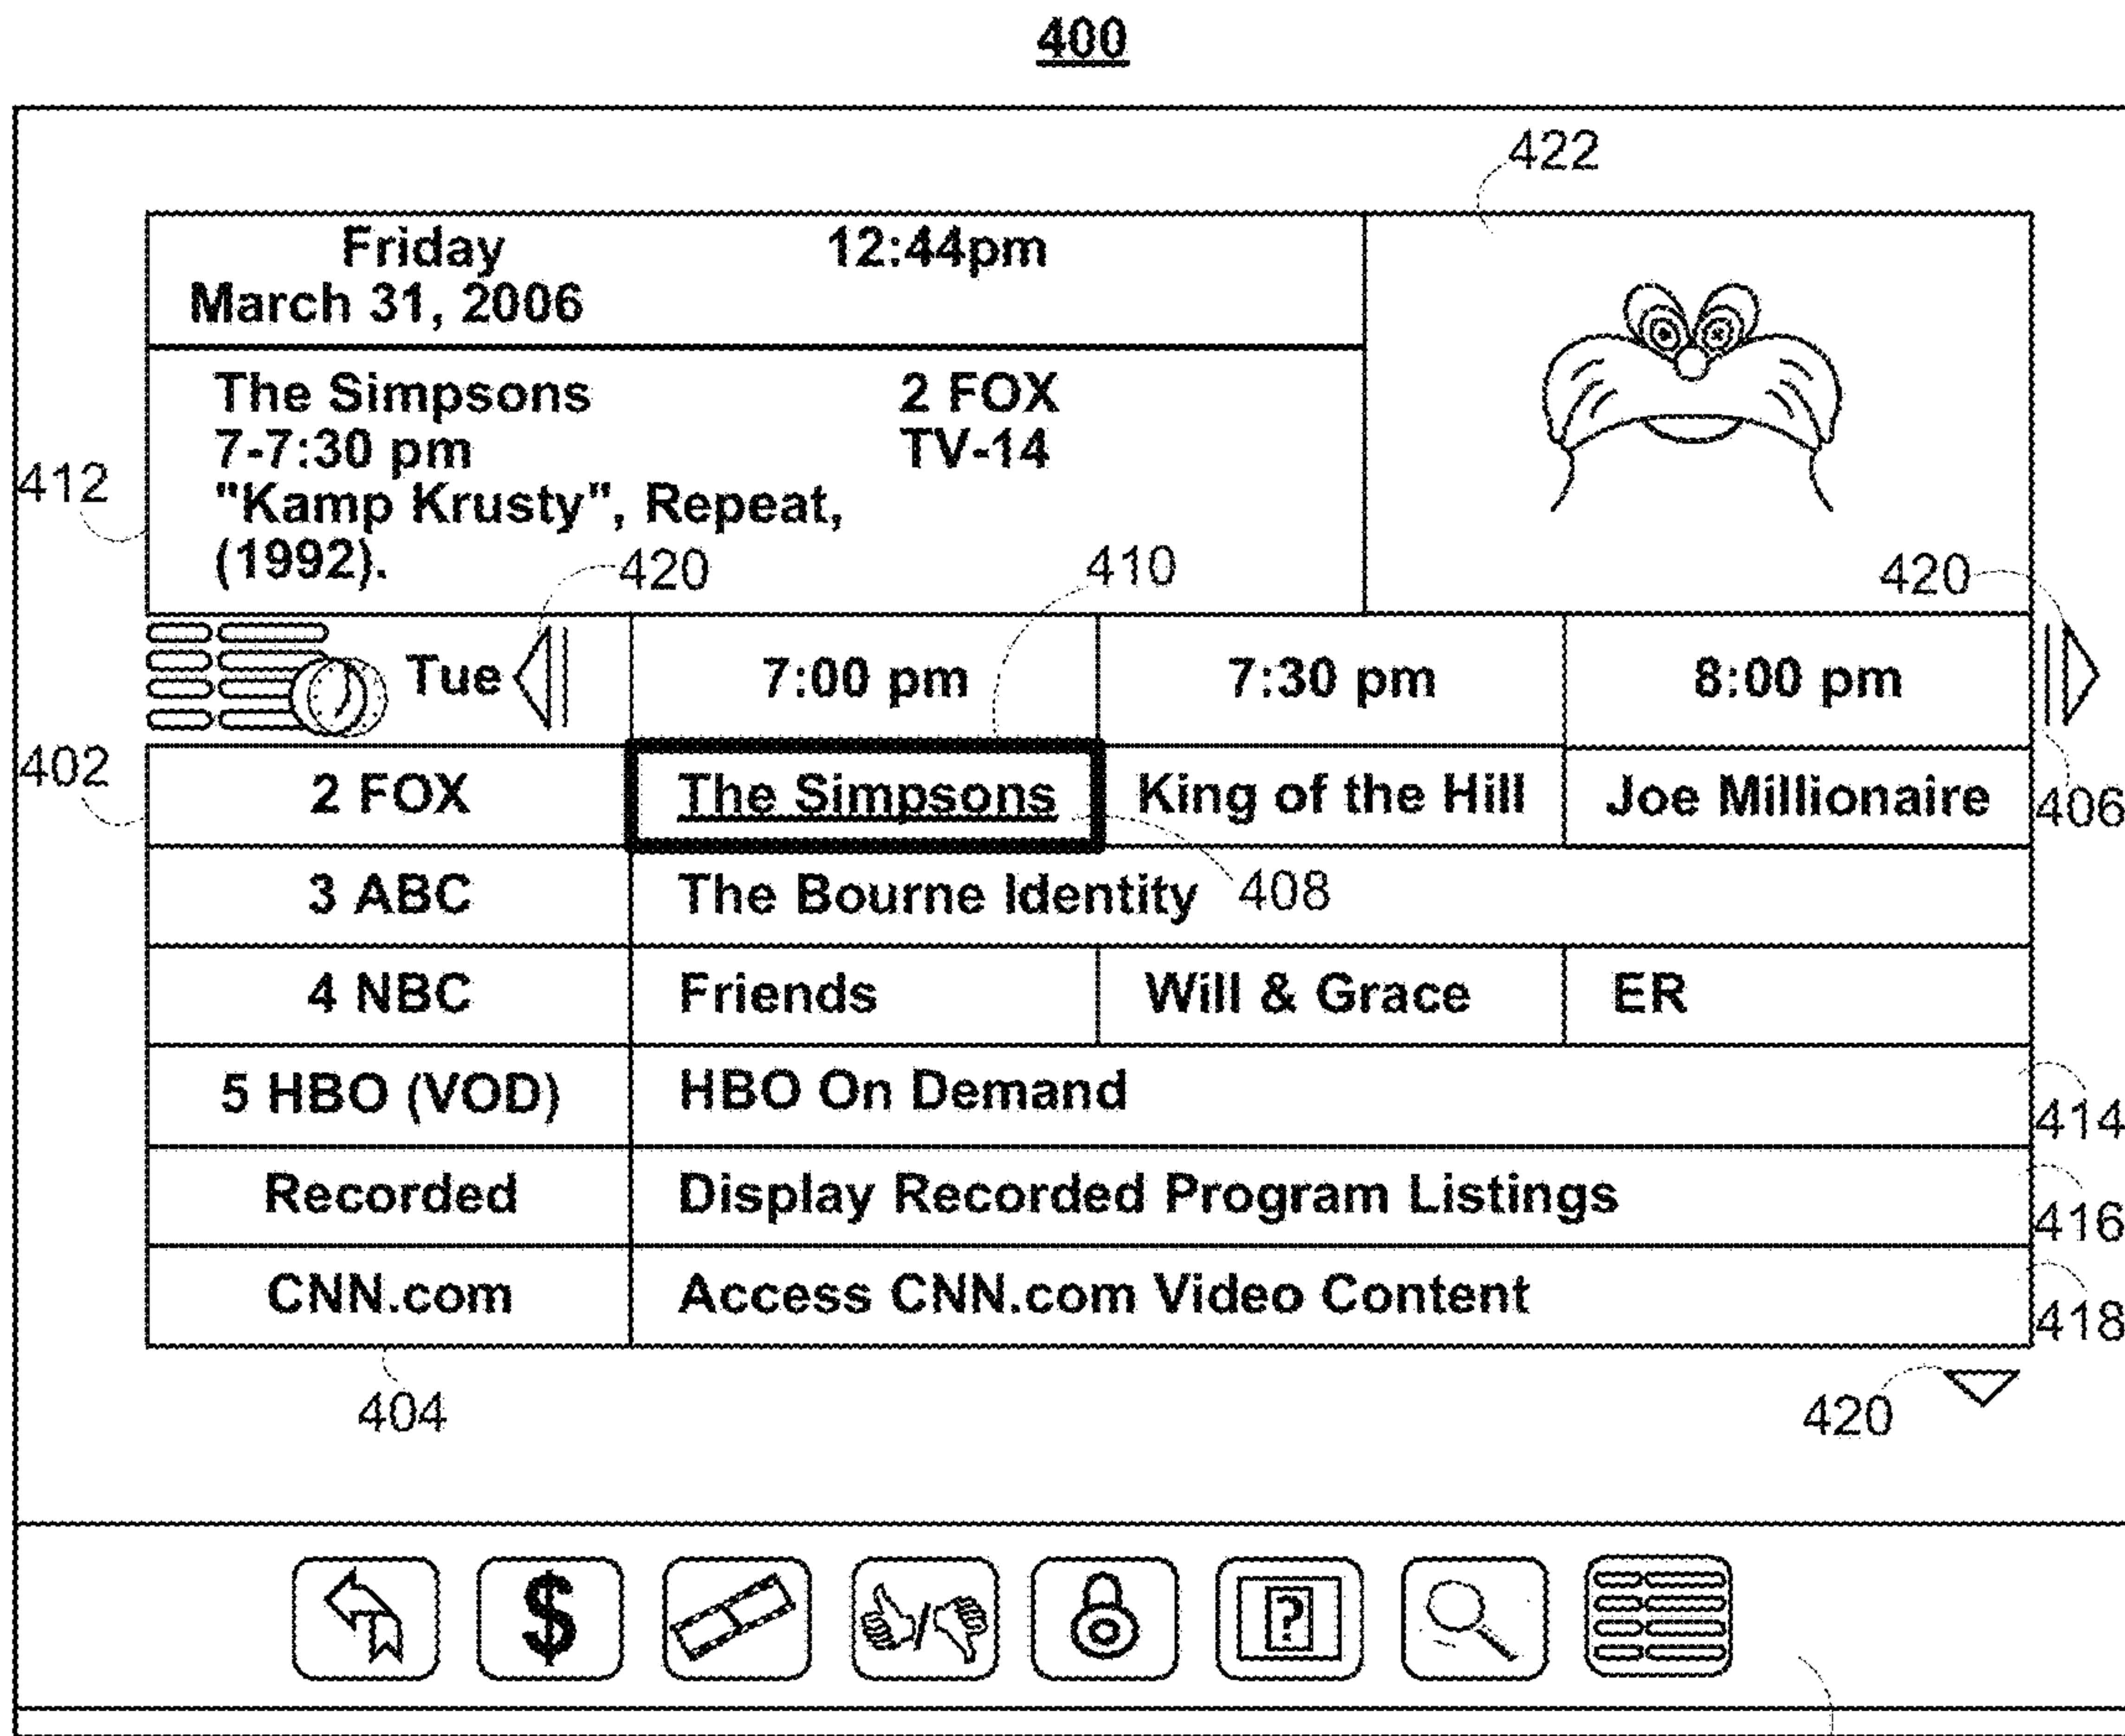 400
422
Friday 12:44pm
March 31, 2006
The Simpsons 2 FOX
7-7:30 pm TV-14
412
"Kamp Krusty", Repeat,
(1992).
420 410 420
Tue 7:00 pm 7:30 pm 8:00 pm
402
2 FOX The Simpsons King of the Hill Joe Millionaire
406
3 ABC The Bourne Identity 408
4 NBC Friends Will & Grace ER
5 HBO (VOD) HBO On Demand
414
Recorded Display Recorded Program Listings
416
CNN.com Access CNN.com Video Content
418
404 420
$ / ?